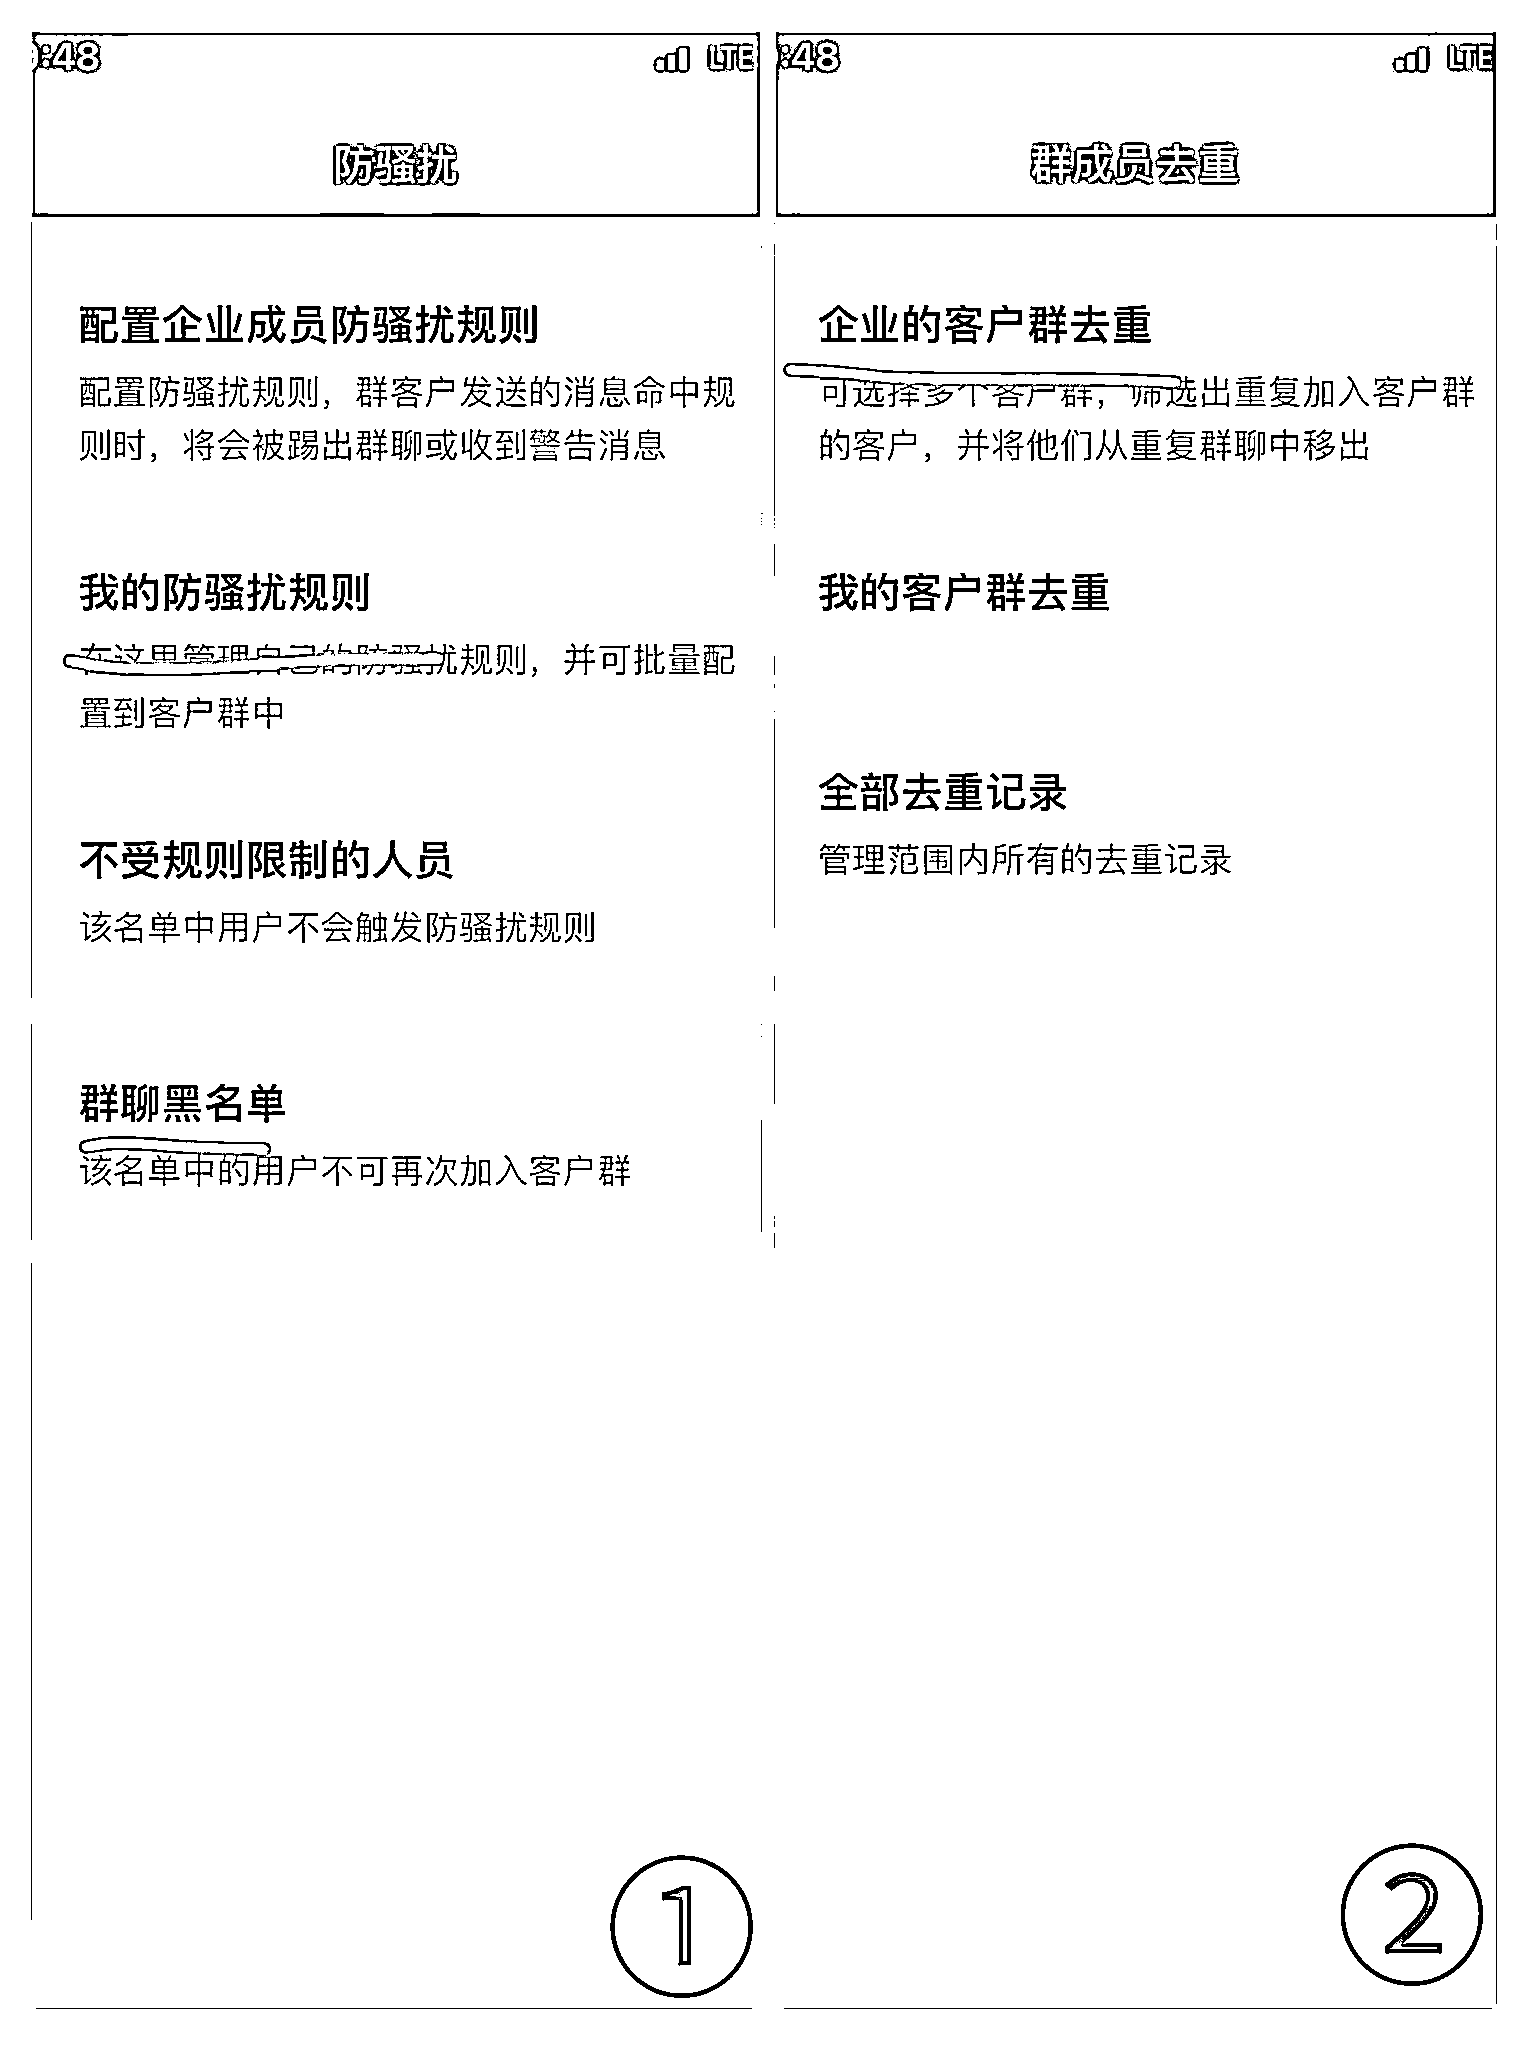 :48 LTE
防骚扰
配置企业成员防骚扰规则
配置防骚扰规则，群客户发送的消息命中规
则时，将会被踢出群聊或收到警告消息
我的防骚扰规则
在这里管理自己的防骚扰规则，并可批量配
置到客户群中
不受规则限制的人员
该名单中用户不会触发防骚扰规则
群聊黑名单
该名单中的用户不可再次加入客户群
1
:48 LTE
群成员去重
企业的客户群去重
可选择多个客户群，筛选出重复加入客户群
的客户，并将他们从重复群聊中移出
我的客户群去重
全部去重记录
管理范围内所有的去重记录
2